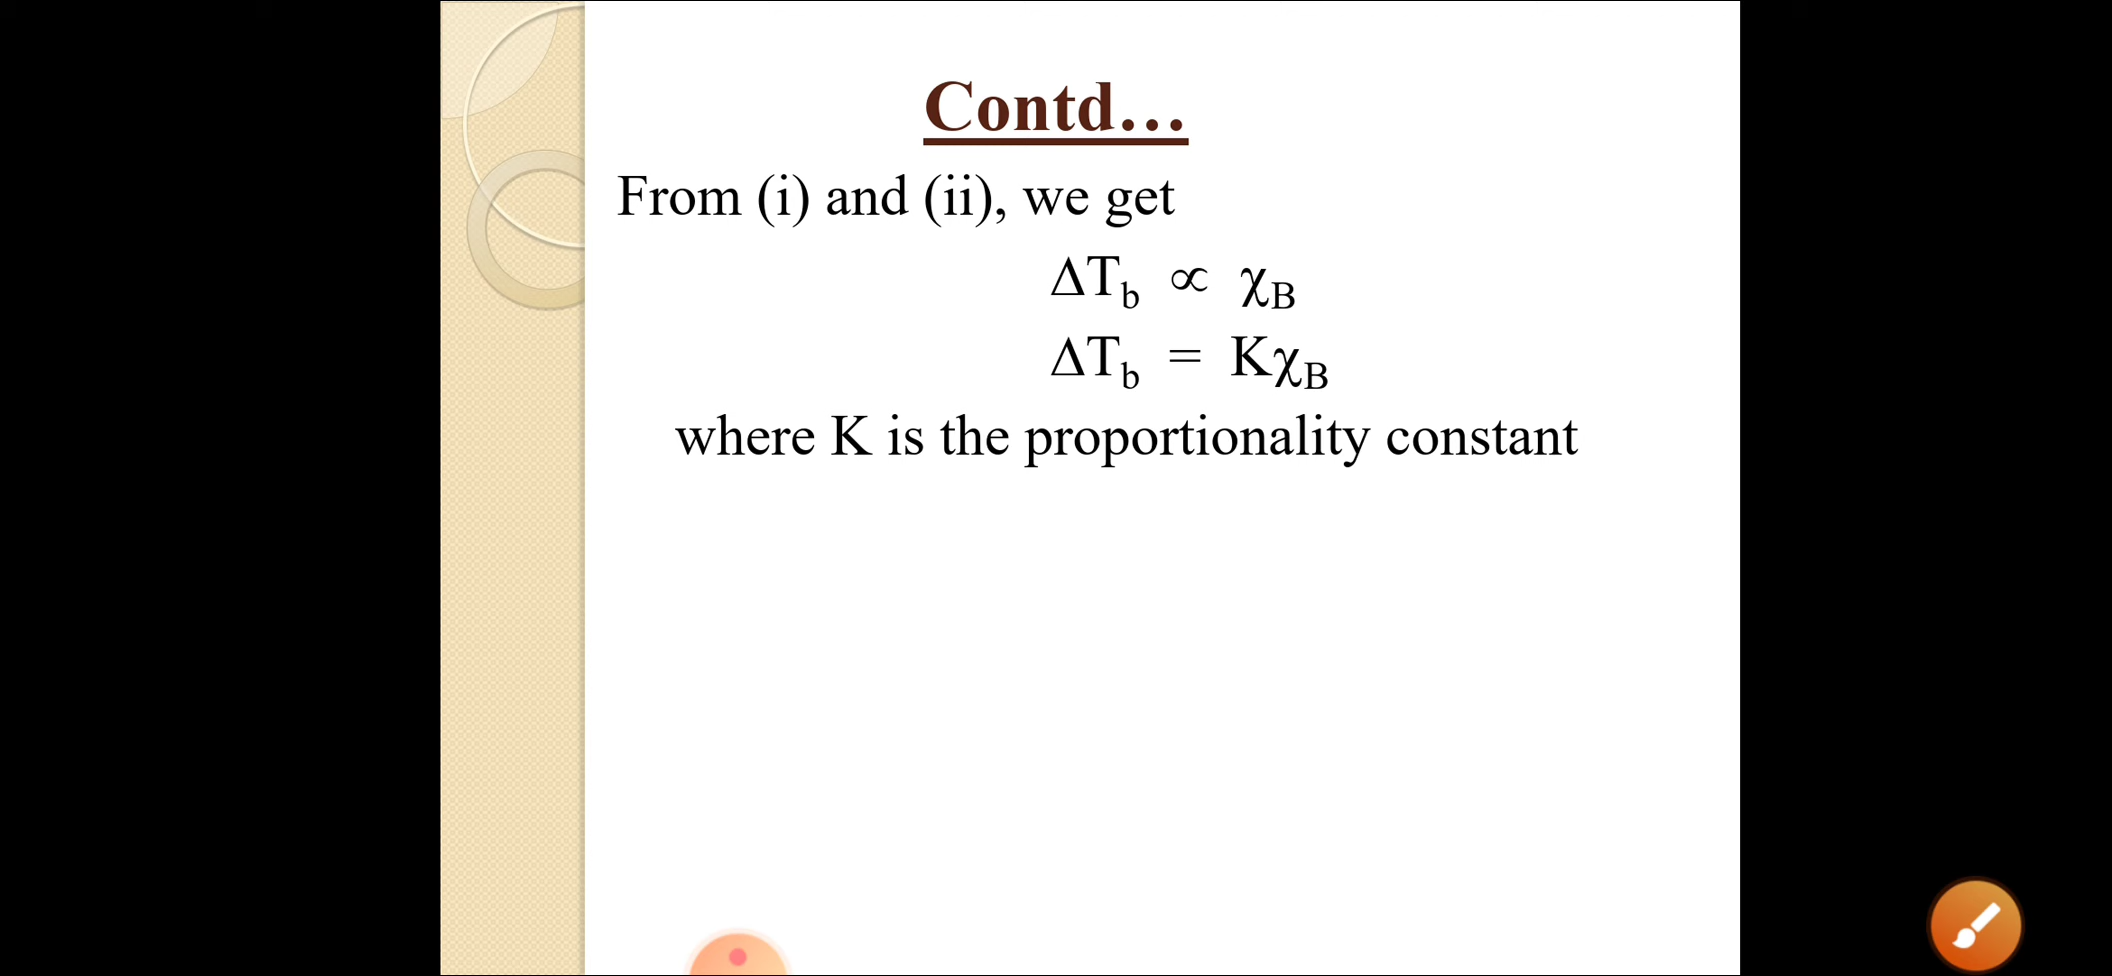 Contd...
From (i) and (ii), we get
ΔT_b ∝ χ_B
ΔT_b = Kχ_B
where K is the proportionality constant